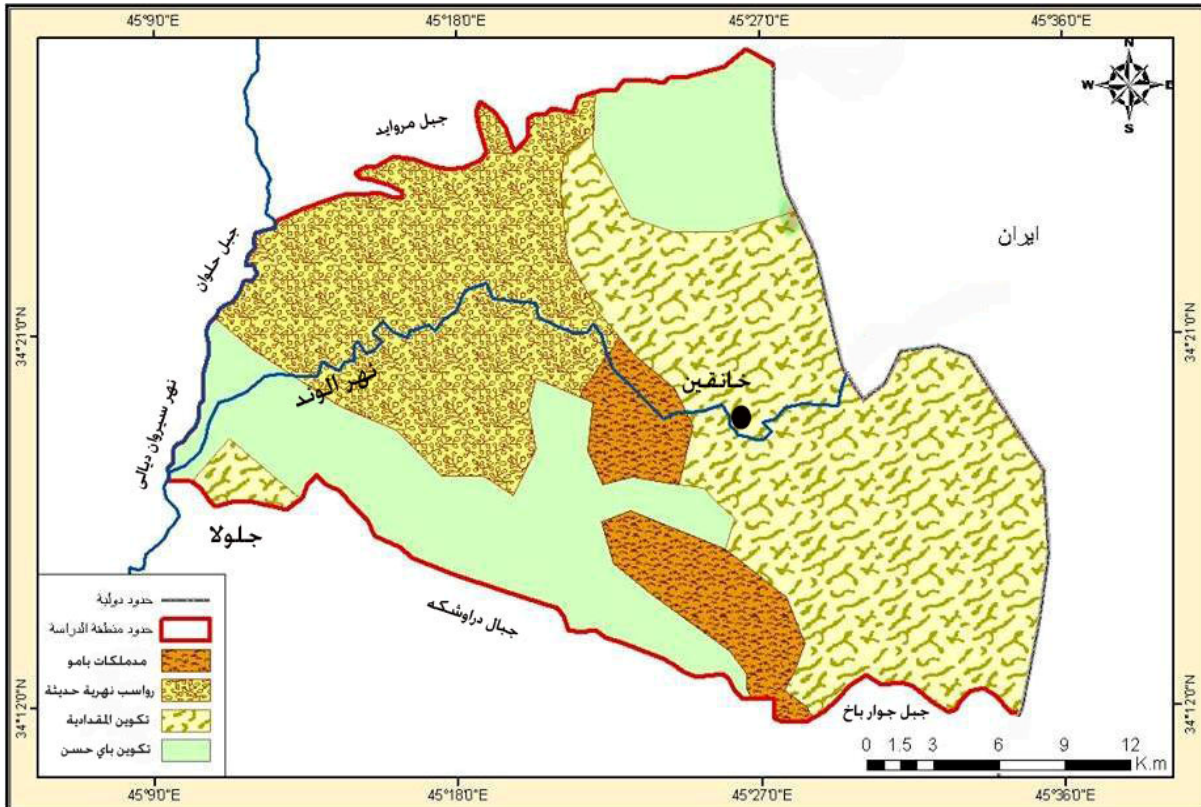 45°9'0"E 45°18'0"E 45°27'0"E 45°36'0"E
N
W E
S
جبل مروايد
ايران
جبل حلوان
34°21'0"N 34°21'0"N
نهر الوند
خانقين
نهر سيروان ديالى
جلولا
جبال دراوشكه
حدود دولية
حدود منطقة الدراسة
مدملكات بامو
رواسب نهرية حديثة
تكوين المقدادية
تكوين باي حسن
جبل جوارباخ
34°12'0"N 34°12'0"N
0 1.5 3 6 9 12
K.m
45°9'0"E 45°18'0"E 45°27'0"E 45°36'0"E